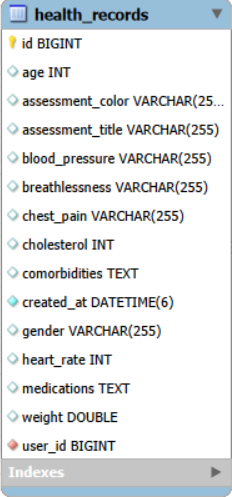 health_records
id BIGINT
age INT
assessment_color VARCHAR(25...
assessment_title VARCHAR(255)
blood_pressure VARCHAR(255)
breathlessness VARCHAR(255)
chest_pain VARCHAR(255)
cholesterol INT
comorbidities TEXT
created_at DATETIME(6)
gender VARCHAR(255)
heart_rate INT
medications TEXT
weight DOUBLE
user_id BIGINT
Indexes